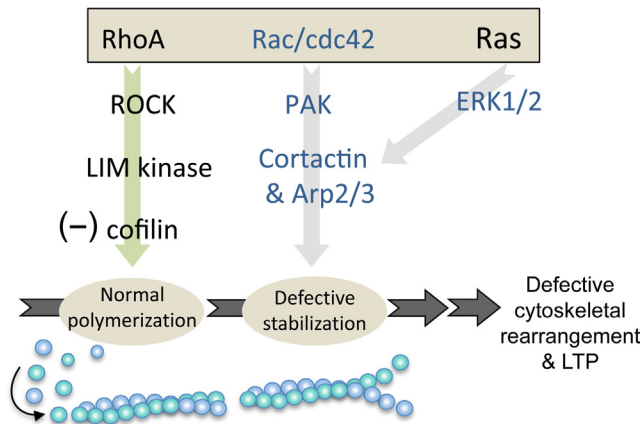 RhoA
Rac/cdc42
Ras
ROCK
PAK
ERK1/2
LIM kinase
Cortactin
& Arp2/3
(−) cofilin
Normal
polymerization
Defective
stabilization
Defective
cytoskeletal
rearrangement
& LTP